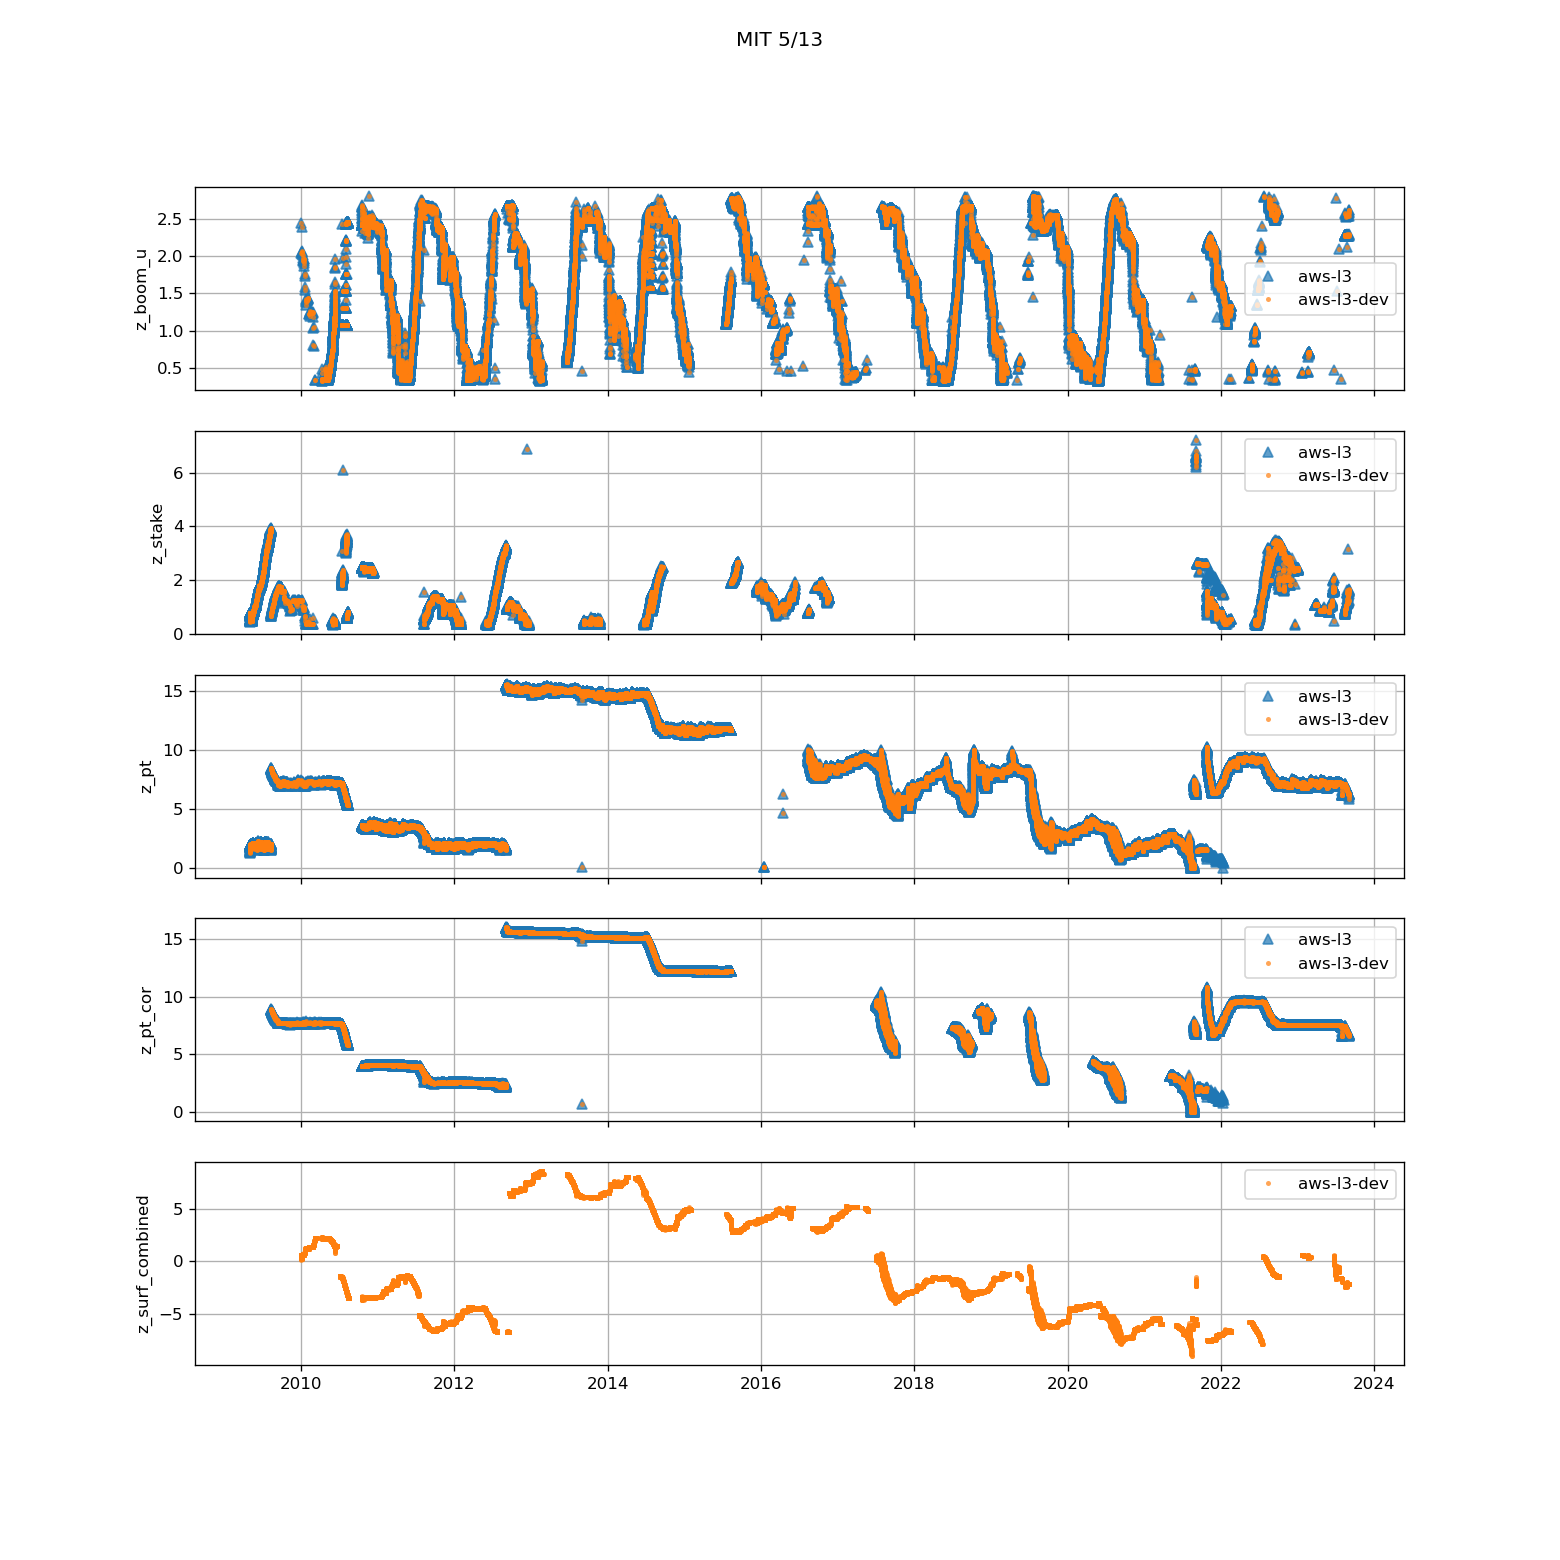 MIT 5/13
z_boom_u
2.5
2.0
1.5
1.0
0.5
aws-l3
aws-l3-dev
z_stake
6
4
2
0
aws-l3
aws-l3-dev
z_pt
15
10
5
0
aws-l3
aws-l3-dev
z_pt_cor
15
10
5
0
aws-l3
aws-l3-dev
z_surf_combined
5
0
−5
aws-l3-dev
2010 2012 2014 2016 2018 2020 2022 2024